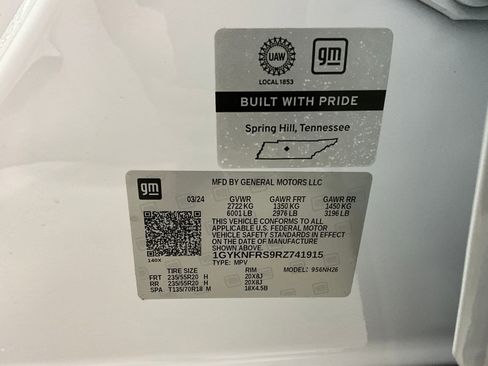 UAW
LOCAL 1853
gm
BUILT WITH PRIDE
Spring Hill, Tennessee
gm
MFD BY GENERAL MOTORS LLC
03/24 GVWR GAWR FRT GAWR RR
2722 KG 1350 KG 1450 KG
6001 LB 2976 LB 3196 LB
THIS VEHICLE CONFORMS TO ALL
APPLICABLE U.S. FEDERAL MOTOR
VEHICLE SAFETY STANDARDS IN EFFECT
ON THE DATE OF MANUFACTURE
SHOWN ABOVE.
1GYKNFRS9RZ741915
140X TYPE: MPV MODEL: 956NH26
TIRE SIZE RIM
FRT 235/55R20 H 20X8J
RR 235/55R20 H 20X8J
SPA T135/70R18 M 18X4.5B